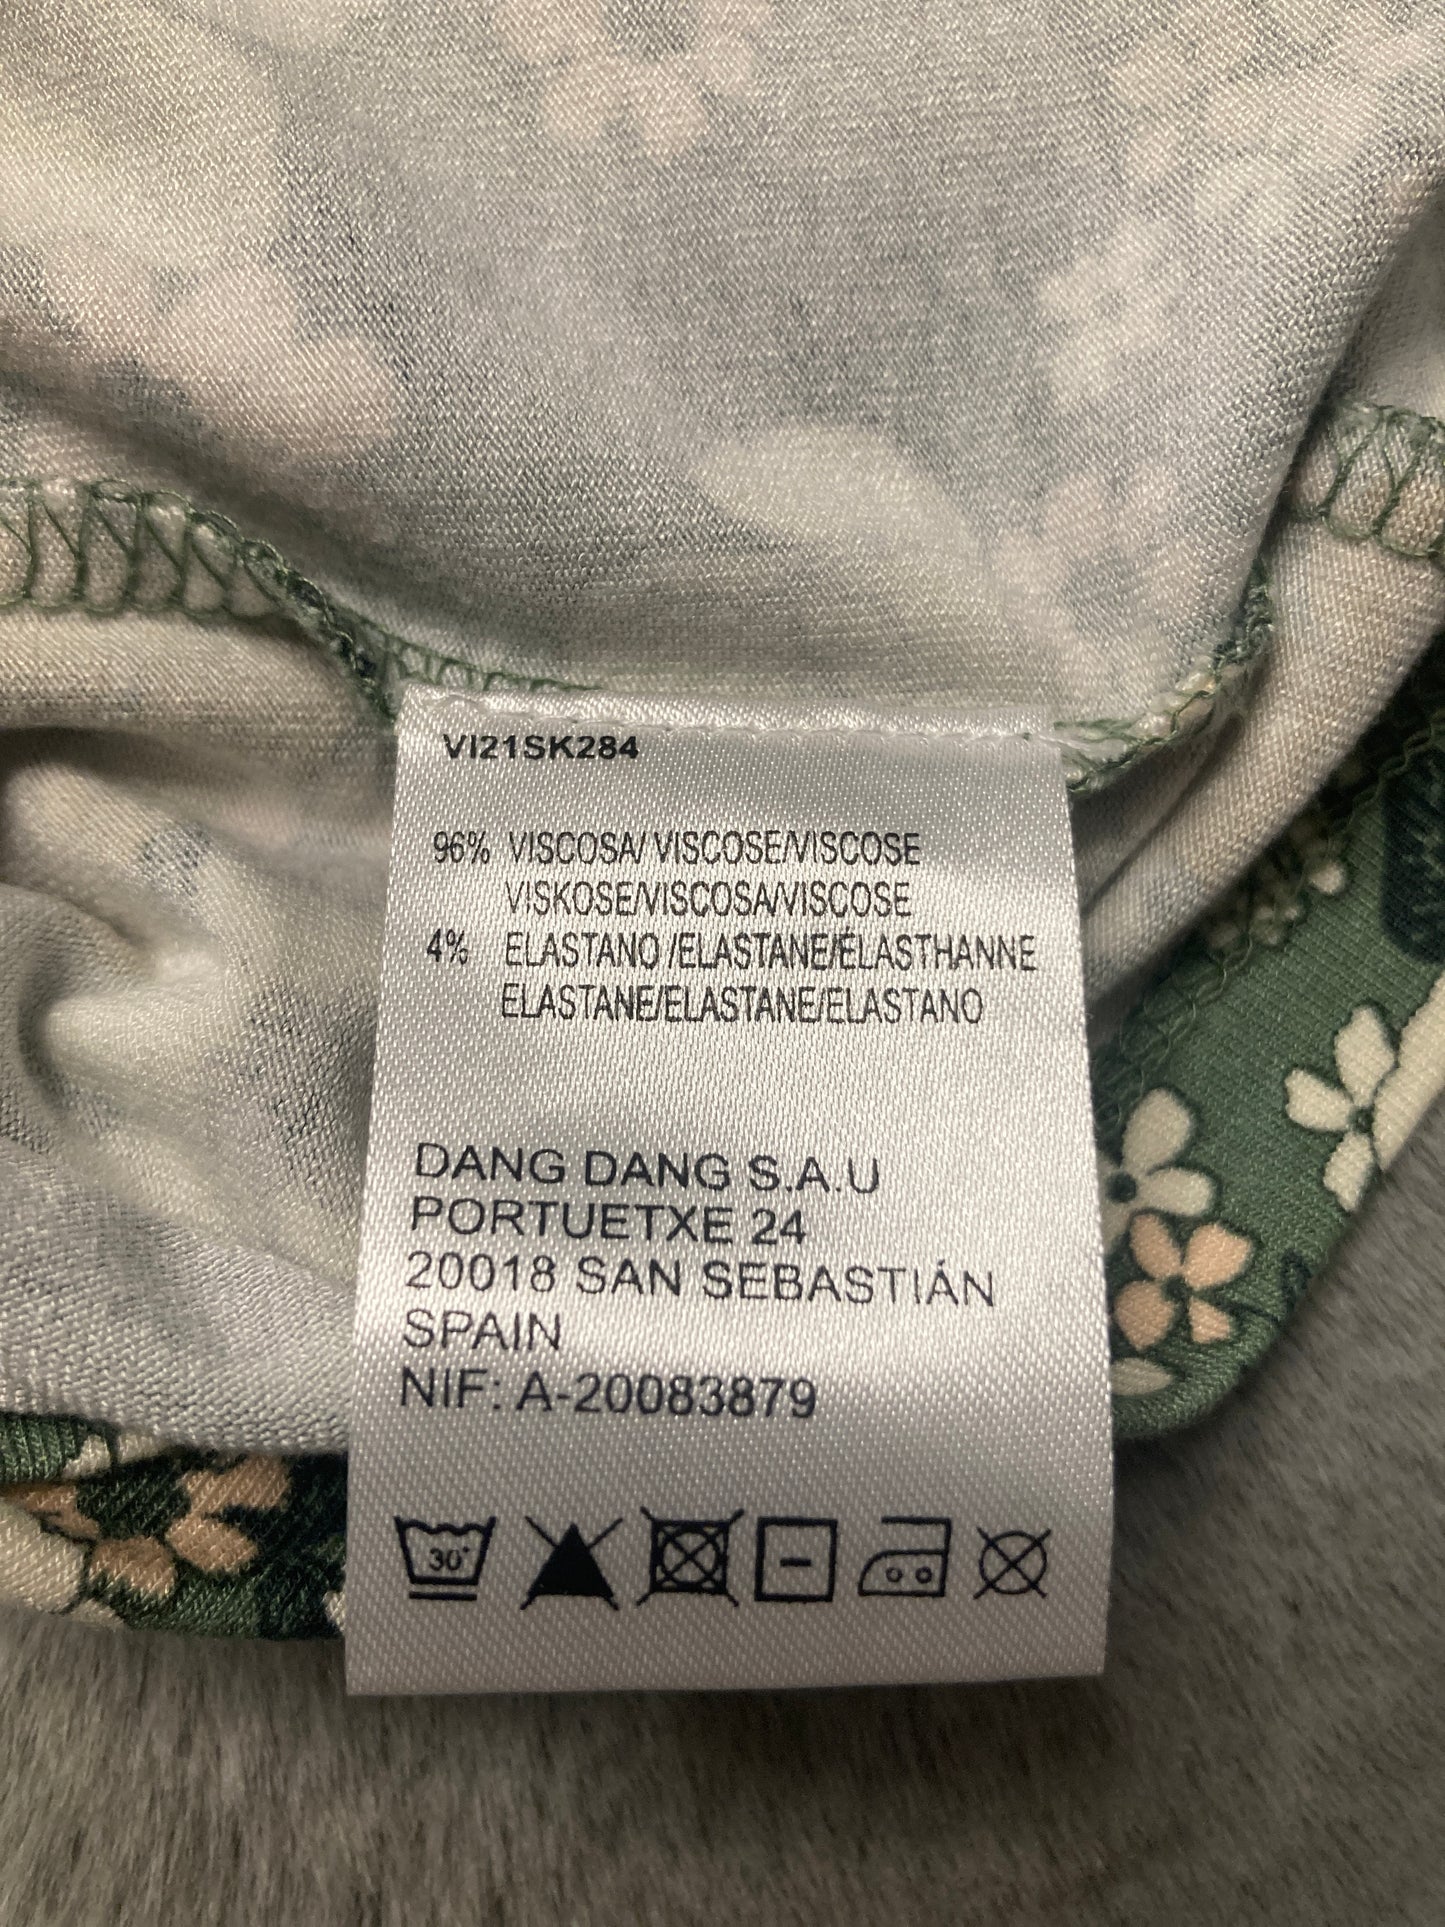 VI21SK284
96% VISCOSA/ VISCOSE/VISCOSE
VISKOSE/VISCOSA/VISCOSE
4% ELASTANO /ELASTANE/ÉLASTHANNE
ELASTANE/ELASTANE/ELASTANO
DANG DANG S.A.U
PORTUETXE 24
20018 SAN SEBASTIÁN
SPAIN
NIF: A-20083879
30°